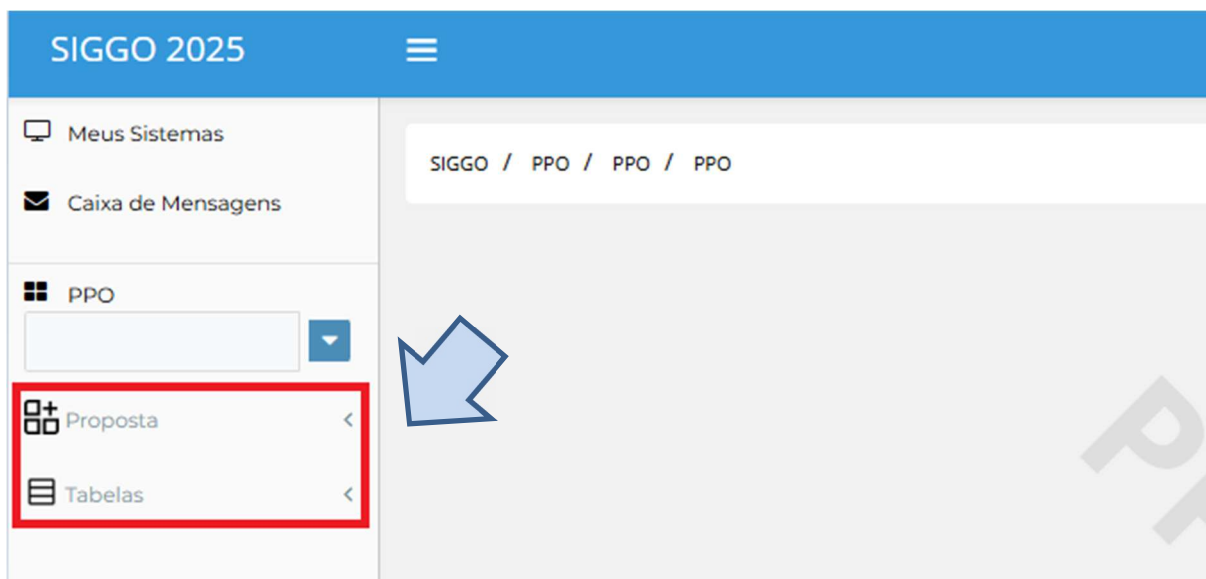 SIGGO 2025
Meus Sistemas
Caixa de Mensagens
SIGGO / PPO / PPO / PPO
PPO
Proposta
Tabelas